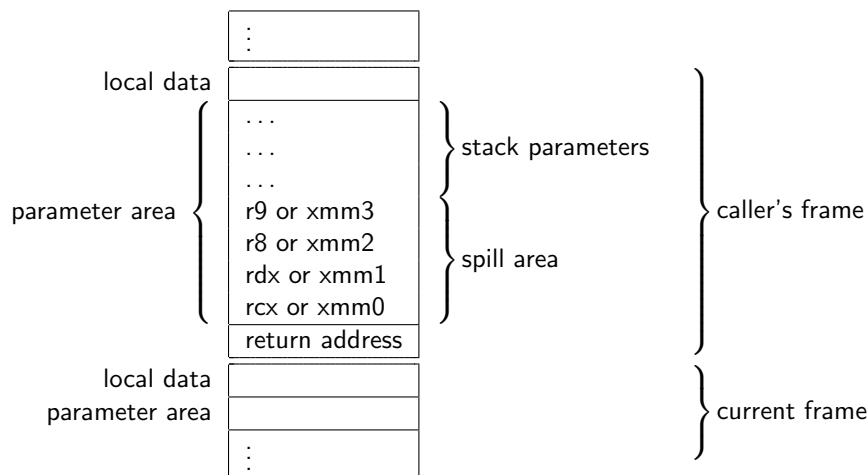 ⋮
local data
. . .
. . .
stack parameters
. . .
parameter area
r9 or xmm3
caller's frame
r8 or xmm2
spill area
rdx or xmm1
rcx or xmm0
return address
local data
parameter area
current frame
⋮